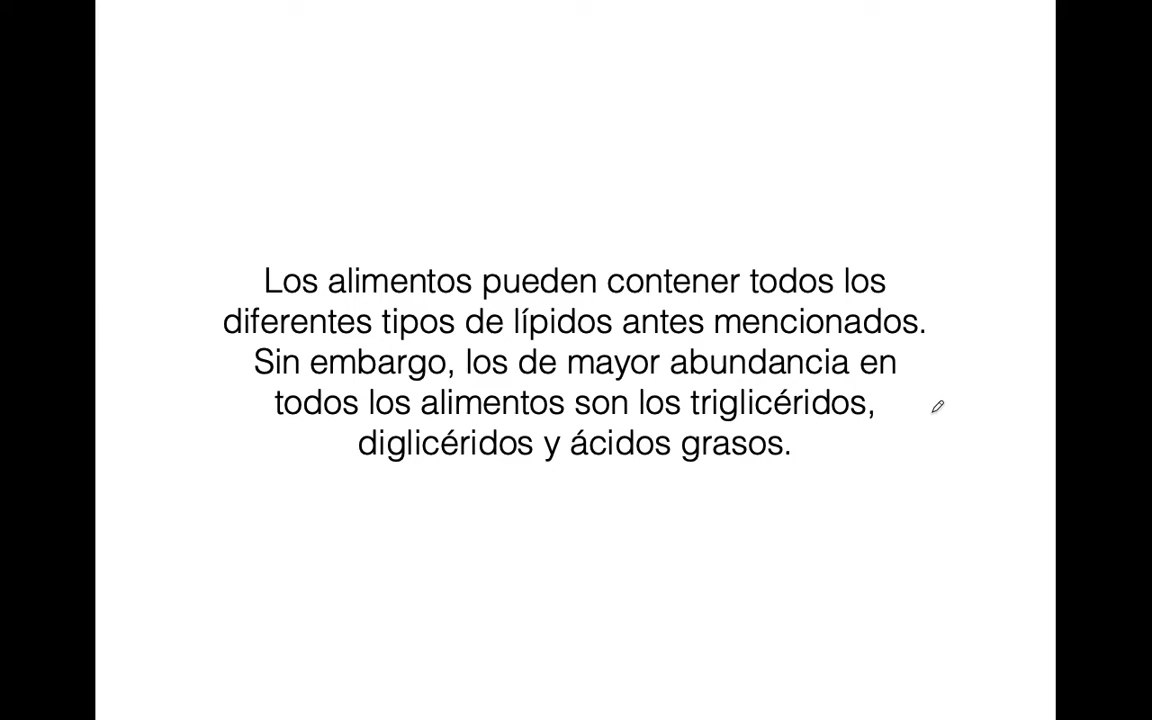 Los alimentos pueden contener todos los
diferentes tipos de lípidos antes mencionados.
Sin embargo, los de mayor abundancia en
todos los alimentos son los triglicéridos,
diglicéridos y ácidos grasos.